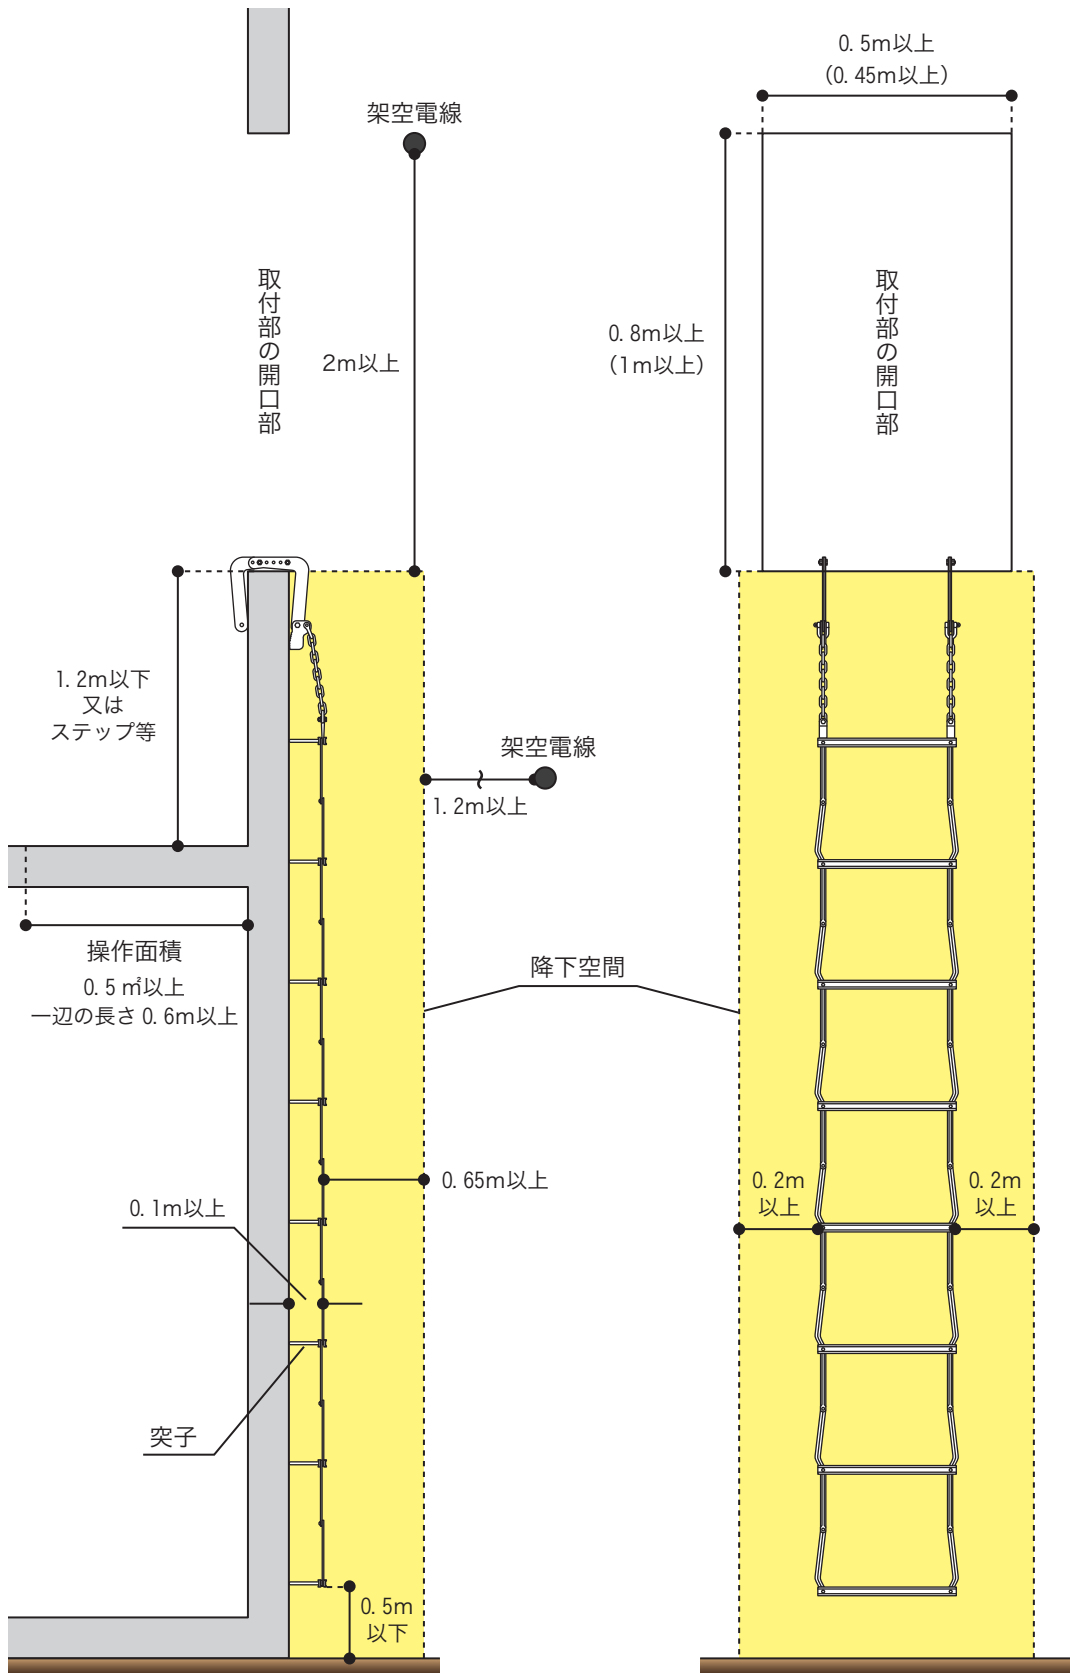 0.5m以上
(0.45m以上)
架空電線
取付部の開口部
2m以上
0.8m以上
(1m以上)
取付部の開口部
1.2m以下
又は
ステップ等
架空電線
1.2m以上
操作面積
0.5㎡以上
一辺の長さ0.6m以上
降下空間
0.65m以上
0.1m以上
0.2m
以上
0.2m
以上
突子
0.5m
以下